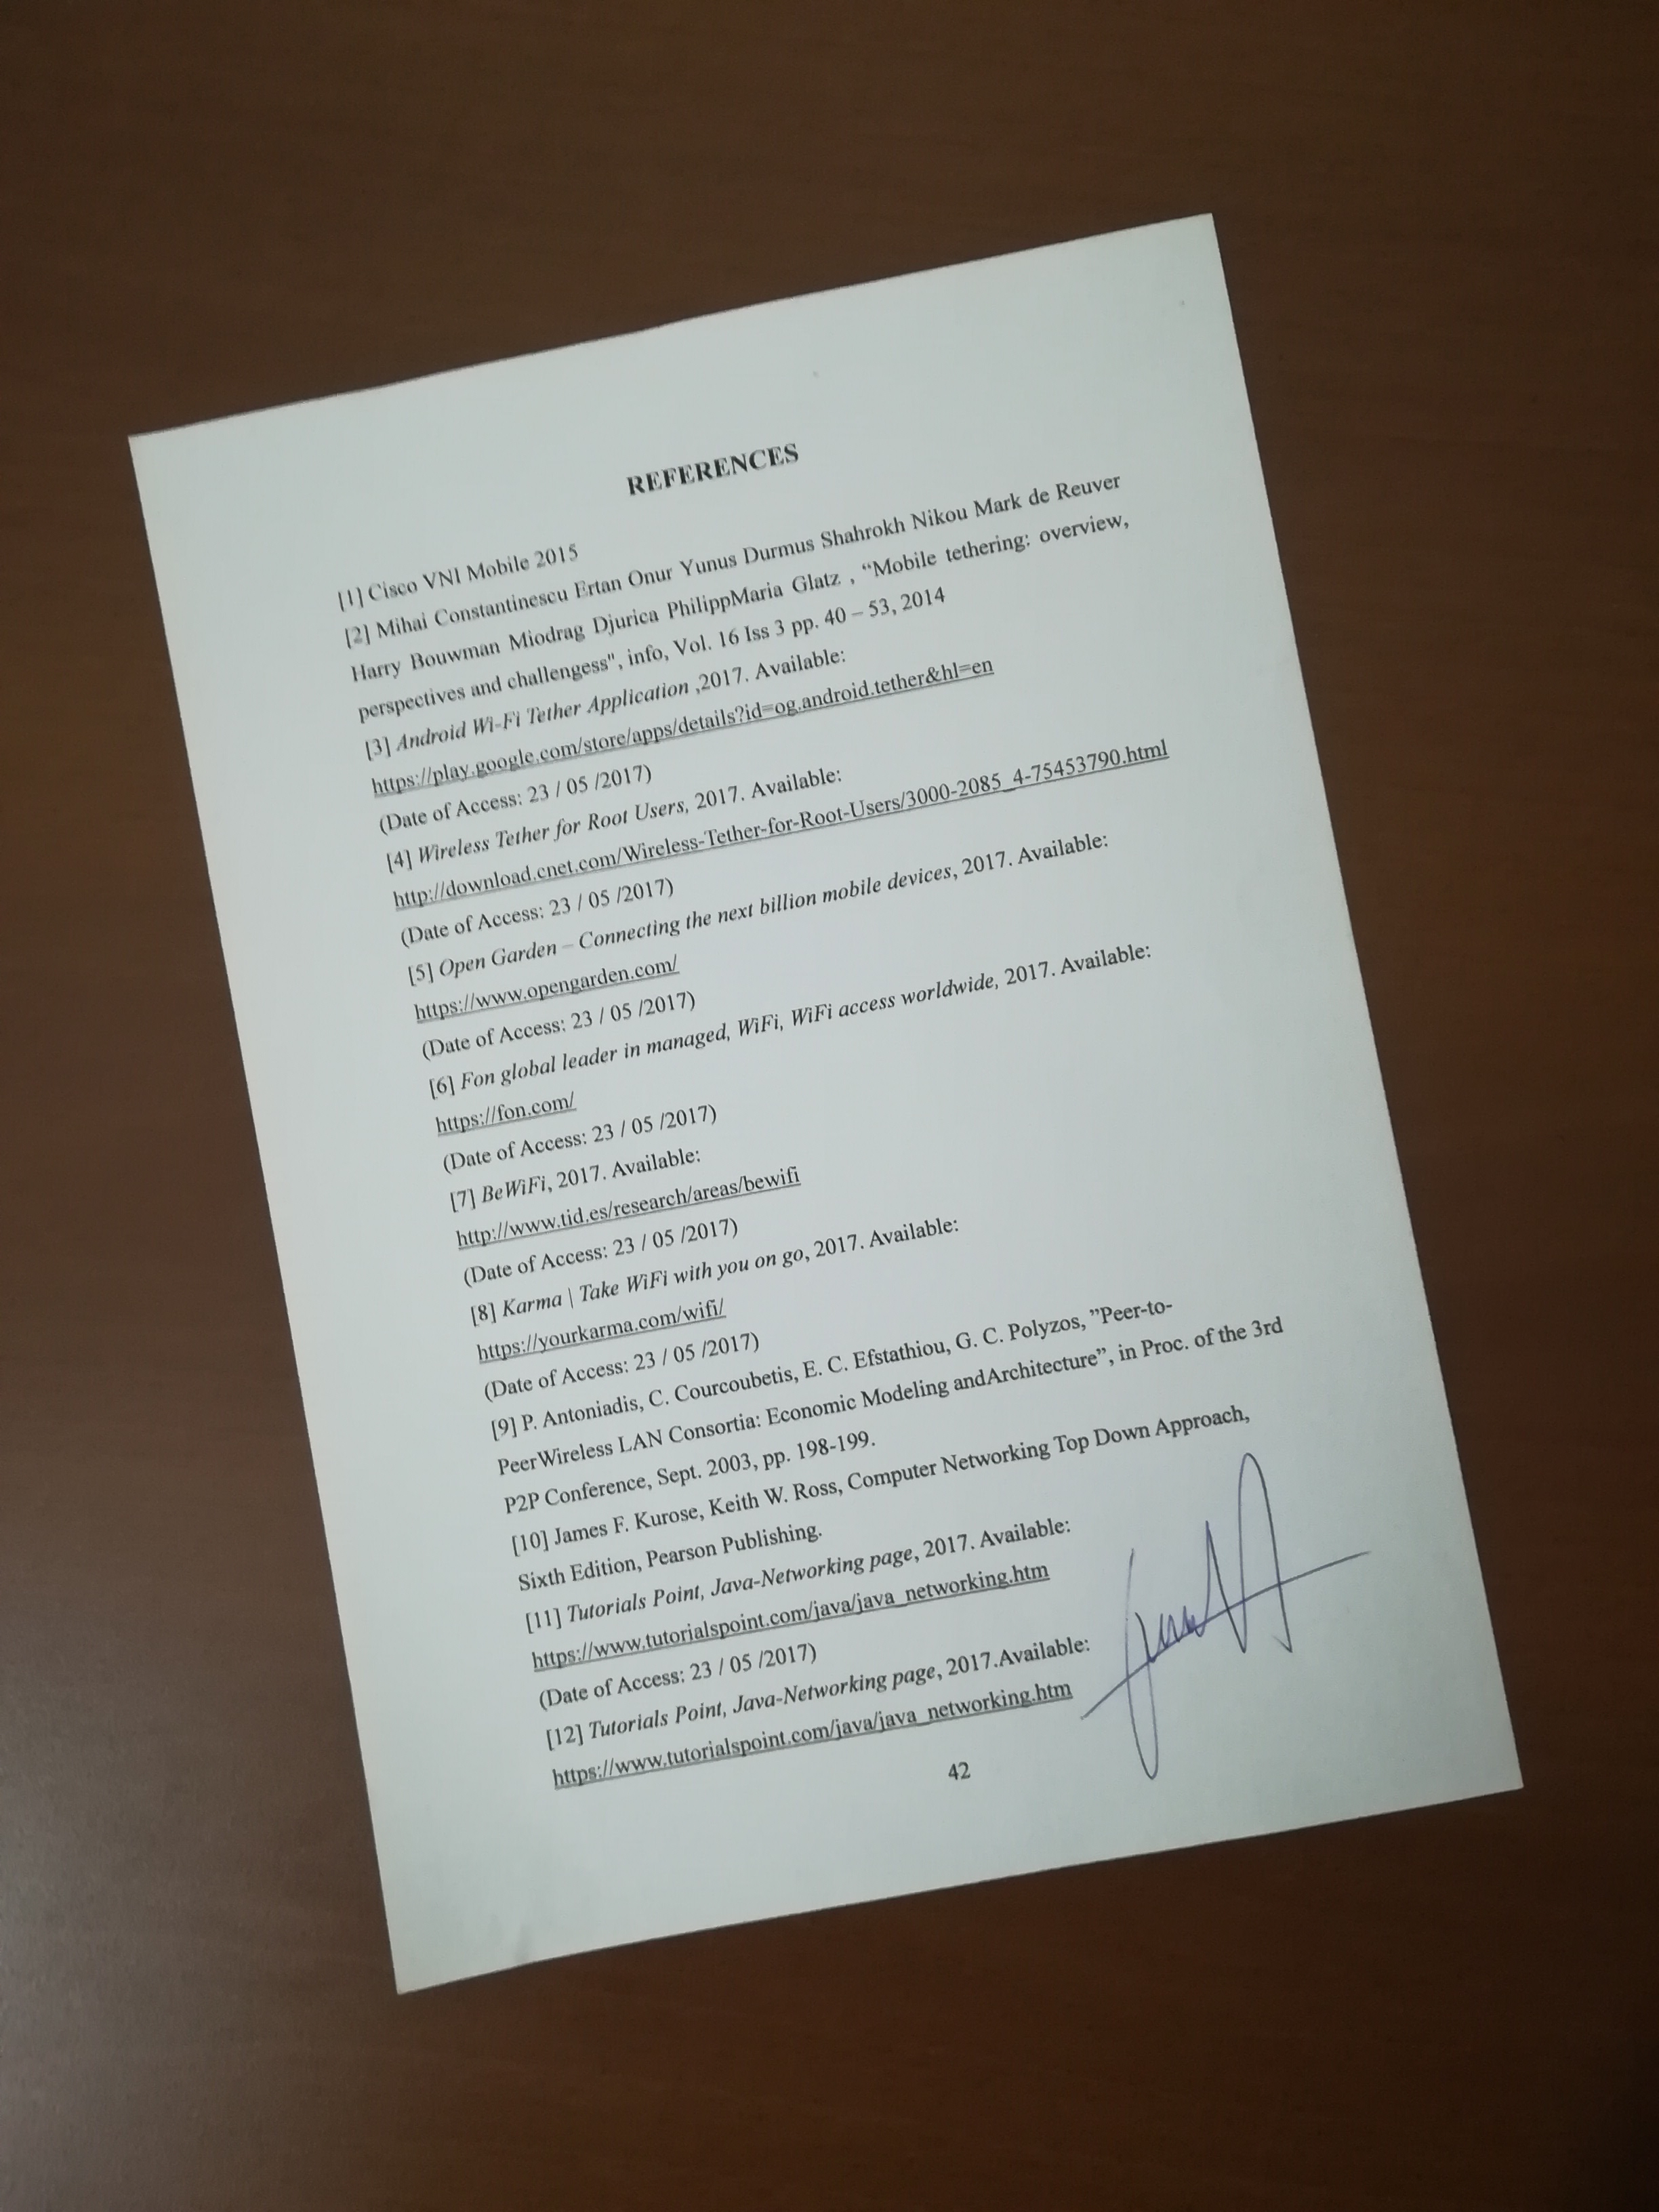 REFERENCES
[1] Cisco VNI Mobile 2015
[2] Mihai Constantinescu Ertan Onur Yunus Durmus Shahrokh Nikou Mark de Reuver
Harry Bouwman Miodrag Djurica PhilippMaria Glatz , “Mobile tethering: overview,
perspectives and challengess", info, Vol. 16 Iss 3 pp. 40 – 53, 2014
[3] Android Wi-Fi Tether Application ,2017. Available:
https://play.google.com/store/apps/details?id=og.android.tether&hl=en
(Date of Access: 23 / 05 /2017)
[4] Wireless Tether for Root Users, 2017. Available:
http://download.cnet.com/Wireless-Tether-for-Root-Users/3000-2085_4-75453790.html
(Date of Access: 23 / 05 /2017)
[5] Open Garden – Connecting the next billion mobile devices, 2017. Available:
https://www.opengarden.com/
(Date of Access: 23 / 05 /2017)
[6] Fon global leader in managed, WiFi, WiFi access worldwide, 2017. Available:
https://fon.com/
(Date of Access: 23 / 05 /2017)
[7] BeWiFi, 2017. Available:
http://www.tid.es/research/areas/bewifi
(Date of Access: 23 / 05 /2017)
[8] Karma | Take WiFi with you on go, 2017. Available:
https://yourkarma.com/wifi/
(Date of Access: 23 / 05 /2017)
[9] P. Antoniadis, C. Courcoubetis, E. C. Efstathiou, G. C. Polyzos, ”Peer-to-
PeerWireless LAN Consortia: Economic Modeling andArchitecture”, in Proc. of the 3rd
P2P Conference, Sept. 2003, pp. 198-199.
[10] James F. Kurose, Keith W. Ross, Computer Networking Top Down Approach,
Sixth Edition, Pearson Publishing.
[11] Tutorials Point, Java-Networking page, 2017. Available:
https://www.tutorialspoint.com/java/java_networking.htm
(Date of Access: 23 / 05 /2017)
[12] Tutorials Point, Java-Networking page, 2017.Available:
https://www.tutorialspoint.com/java/java_networking.htm
42